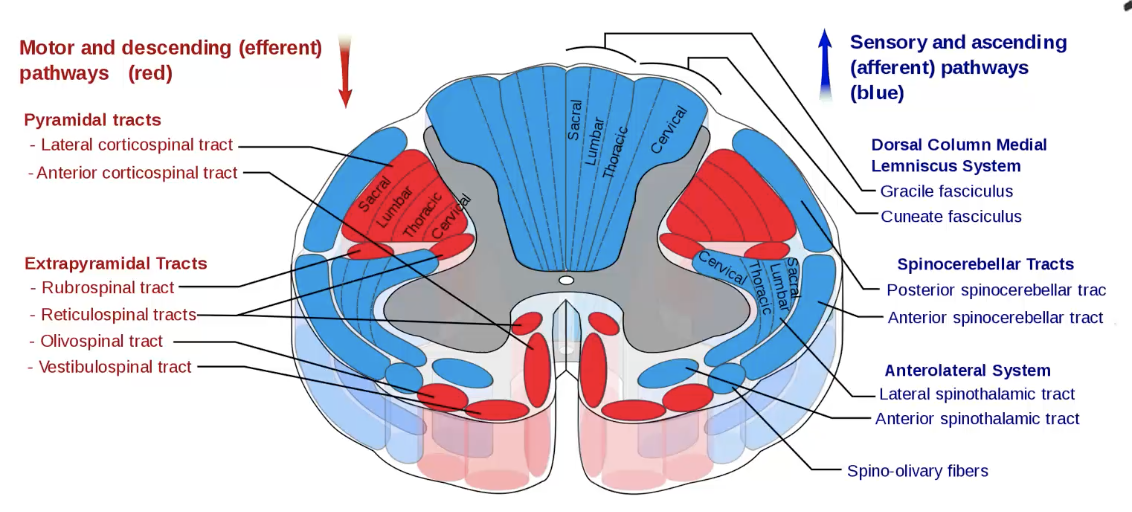 Motor and descending (efferent)
pathways (red)
Pyramidal tracts
- Lateral corticospinal tract
- Anterior corticospinal tract
Extrapyramidal Tracts
- Rubrospinal tract
- Reticulospinal tracts
- Olivospinal tract
- Vestibulospinal tract
Sacral
Lumbar
Thoracic
Cervical
Sacral
Lumbar
Thoracic
Cervical
Cervical
Thoracic
Lumbar
Sacral
Sensory and ascending
(afferent) pathways
(blue)
Dorsal Column Medial
Lemniscus System
Gracile fasciculus
Cuneate fasciculus
Spinocerebellar Tracts
Posterior spinocerebellar trac
Anterior spinocerebellar tract
Anterolateral System
Lateral spinothalamic tract
Anterior spinothalamic tract
Spino-olivary fibers